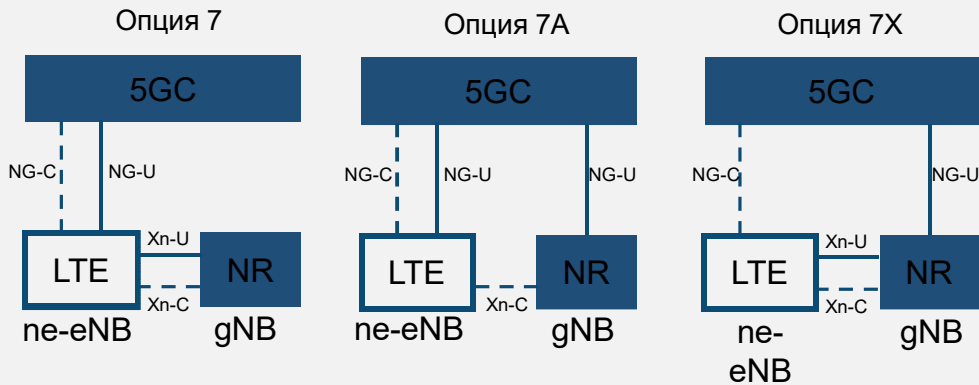 Опция 7
Опция 7А
Опция 7X
5GC
5GC
5GC
NG-C
NG-U
NG-C
NG-U
NG-U
NG-C
NG-U
Xn-U
Xn-U
LTE
NR
LTE
NR
LTE
NR
Xn-C
Xn-C
Xn-C
ne-eNB
gNB
ne-eNB
gNB
ne-
eNB
gNB